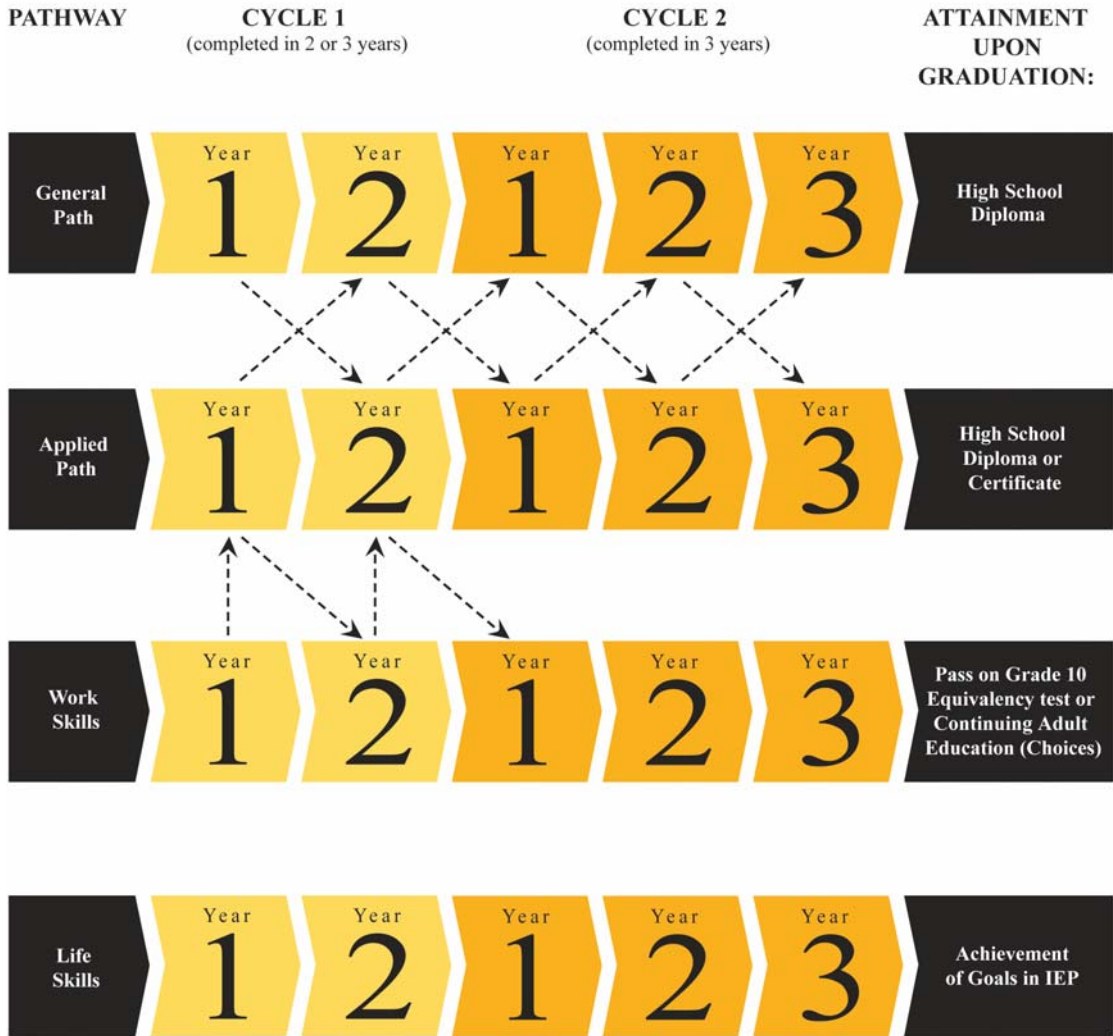 PATHWAY
CYCLE 1
(completed in 2 or 3 years)
CYCLE 2
(completed in 3 years)
ATTAINMENT
UPON
GRADUATION:
General
Path
Year
1
Year
2
Year
1
Year
2
Year
3
High School
Diploma
Applied
Path
Year
1
Year
2
Year
1
Year
2
Year
3
High School
Diploma or
Certificate
Work
Skills
Year
1
Year
2
Year
1
Year
2
Year
3
Pass on Grade 10
Equivalency test or
Continuing Adult
Education (Choices)
Life
Skills
Year
1
Year
2
Year
1
Year
2
Year
3
Achievement
of Goals in IEP